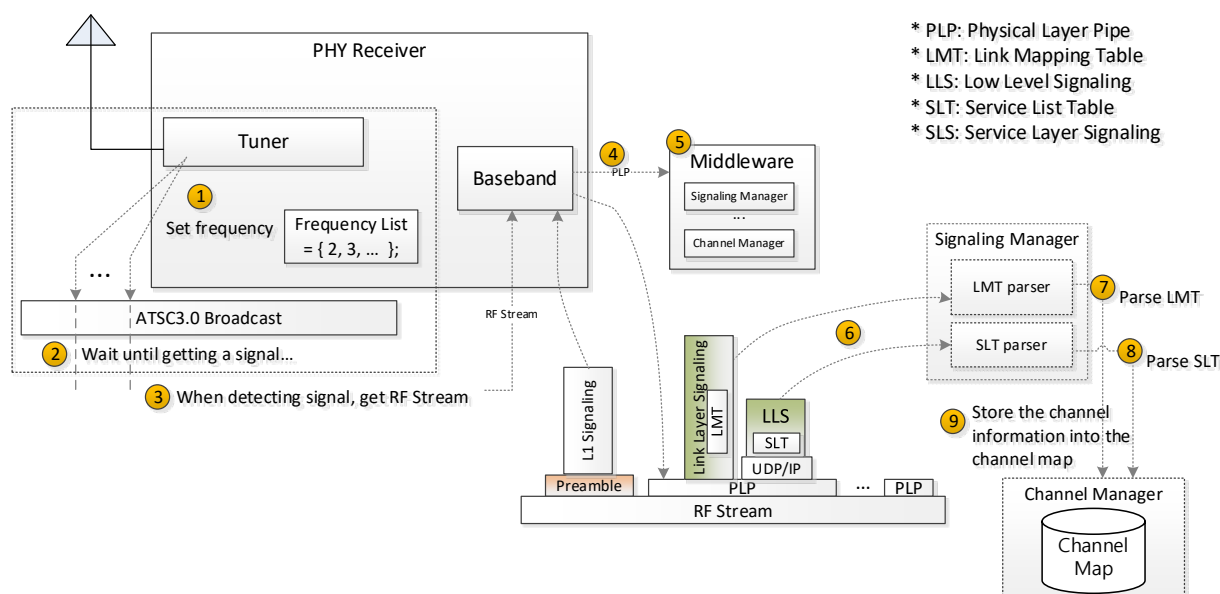 PHY Receiver
* PLP: Physical Layer Pipe
* LMT: Link Mapping Table
* LLS: Low Level Signaling
* SLT: Service List Table
* SLS: Service Layer Signaling
Tuner
1
Set frequency
Frequency List
= { 2, 3, ... };
Baseband
4
PLP
5
Middleware
Signaling Manager
...
Channel Manager
...
ATSC3.0 Broadcast
2
Wait until getting a signal...
3
When detecting signal, get RF Stream
RF Stream
L1 Signaling
Preamble
Link Layer Signaling
LMT
LLS
SLT
UDP/IP
PLP
...
PLP
RF Stream
6
Signaling Manager
LMT parser
SLT parser
7
Parse LMT
8
Parse SLT
9
Store the channel
information into the
channel map
Channel Manager
Channel
Map